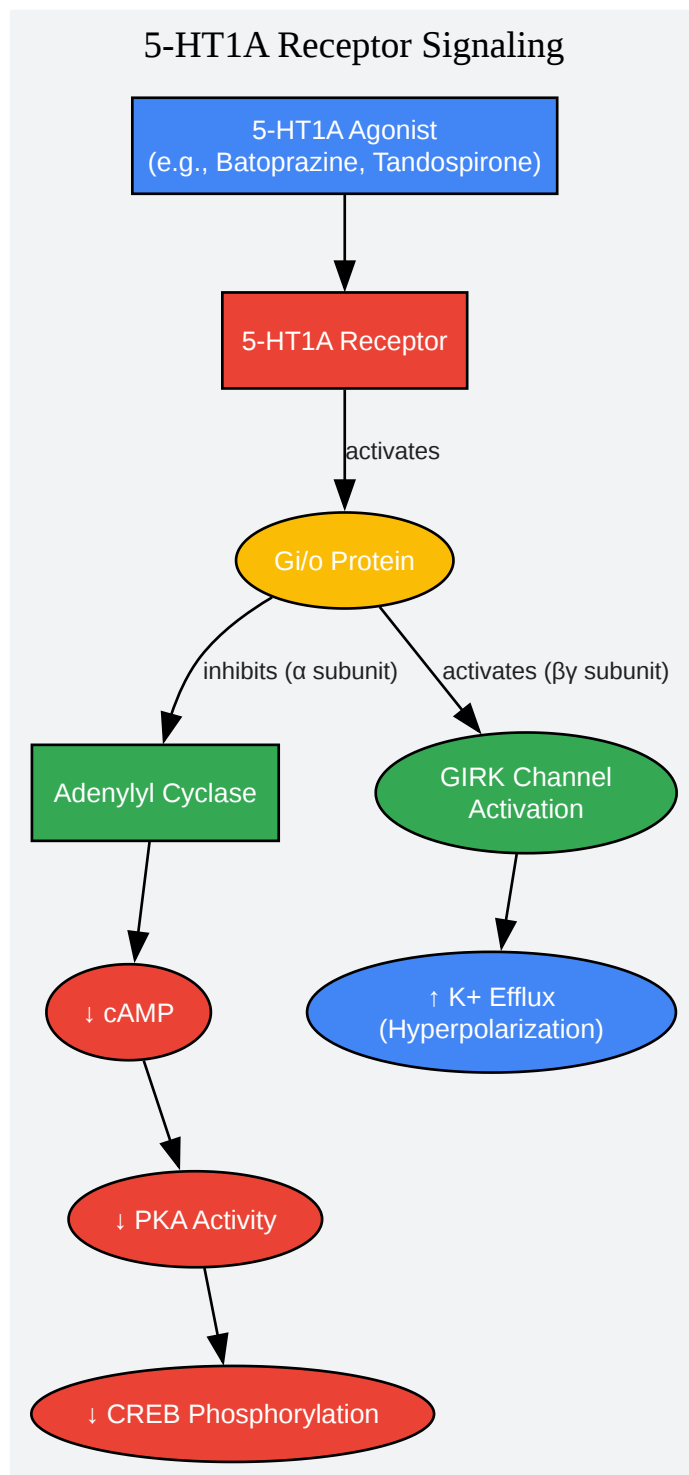 5-HT1A Receptor Signaling
5-HT1A Agonist
(e.g., Batoprazine, Tandospirone)
5-HT1A Receptor
activates
Gi/o Protein
inhibits (α subunit)
activates (βγ subunit)
Adenylyl Cyclase
GIRK Channel
Activation
↓ cAMP
↑ K+ Efflux
(Hyperpolarization)
↓ PKA Activity
↓ CREB Phosphorylation